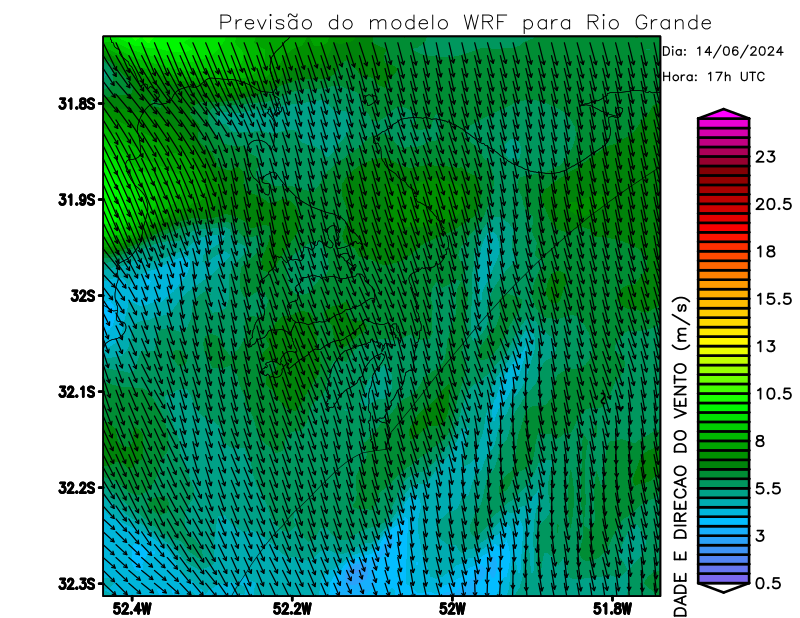 Previsão do modelo WRF para Rio Grande
Dia: 14/06/2024
Hora: 17h UTC
31.8S
31.9S
32S
32.1S
32.2S
32.3S
52.4W
52.2W
52W
51.8W
23
20.5
18
15.5
13
10.5
8
5.5
3
0.5
DADE E DIRECAO DO VENTO (m/s)